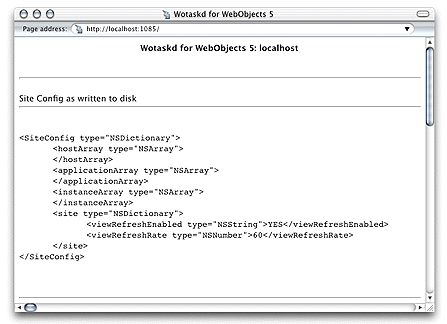 Wotaskd for WebObjects 5
Page address: http://localhost:1085/
Wotaskd for WebObjects 5: localhost
Site Config as written to disk
<SiteConfig type="NSDictionary">
<hostArray type="NSArray">
</hostArray>
<applicationArray type="NSArray">
</applicationArray>
<instanceArray type="NSArray">
</instanceArray>
<site type="NSDictionary">
<viewRefreshEnabled type="NSString">YES</viewRefreshEnabled>
<viewRefreshRate type="NSNumber">60</viewRefreshRate>
</site>
</SiteConfig>